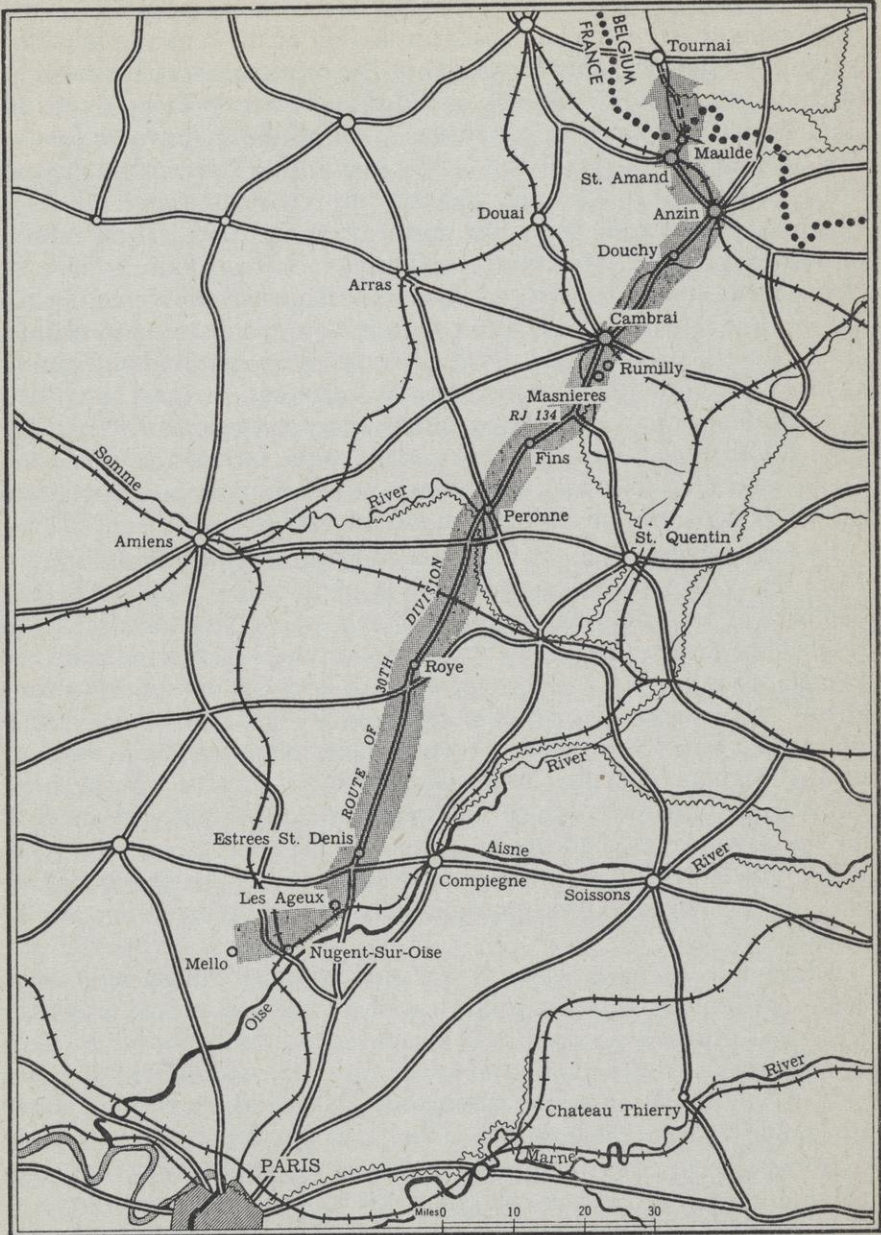 BELGIUM
FRANCE
Tournai
Maulde
St. Amand
Douai
Anzin
Douchy
Arras
Cambrai
Rumilly
Masnieres
RJ 134
Fins
Somme
River
Peronne
Amiens
St. Quentin
ROUTE OF 30TH DIVISION
Roye
River
Estrees St. Denis
Aisne
River
Compiegne
Soissons
Les Ageux
Nugent-Sur-Oise
Mello
Oise
River
Chateau Thierry
Marne
PARIS
Miles 0 10 20 30